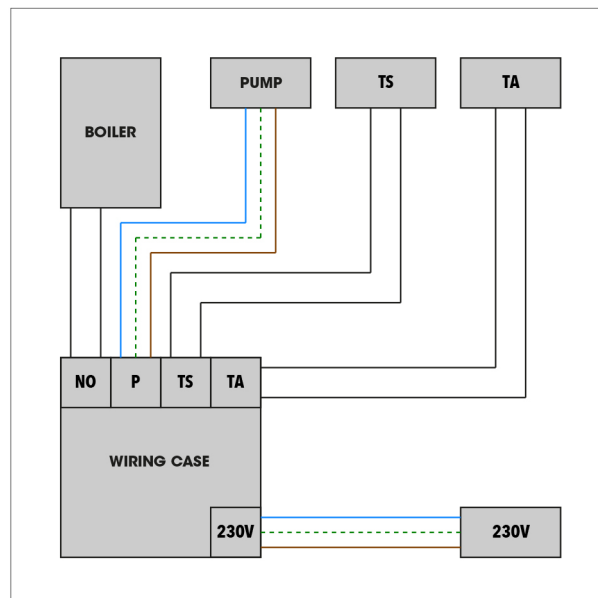 PUMP
TS
TA
BOILER
NO
P
TS
TA
WIRING CASE
230V
230V